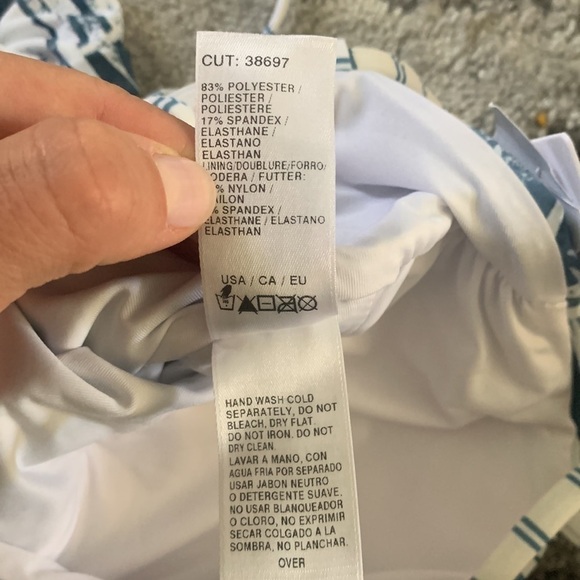 CUT: 38697
83% POLYESTER /
POLIESTER /
POLIESTERE
17% SPANDEX /
ELASTHANE /
ELASTANO
ELASTHAN
LINING/DOUBLURE/FORRO/
/ FUTTER:
% NYLON /
% SPANDEX /
ELASTHANE / ELASTANO
ELASTHAN
USA / CA / EU
HAND WASH COLD
SEPARATELY, DO NOT
BLEACH, DRY FLAT.
DO NOT IRON. DO NOT
DRY CLEAN.
LAVAR A MANO, CON
AGUA FRIA POR SEPARADO
USAR JABON NEUTRO
O DETERGENTE SUAVE.
NO USAR BLANQUEADOR
O CLORO, NO EXPRIMIR
SECAR COLGADO A LA
SOMBRA, NO PLANCHAR.
OVER